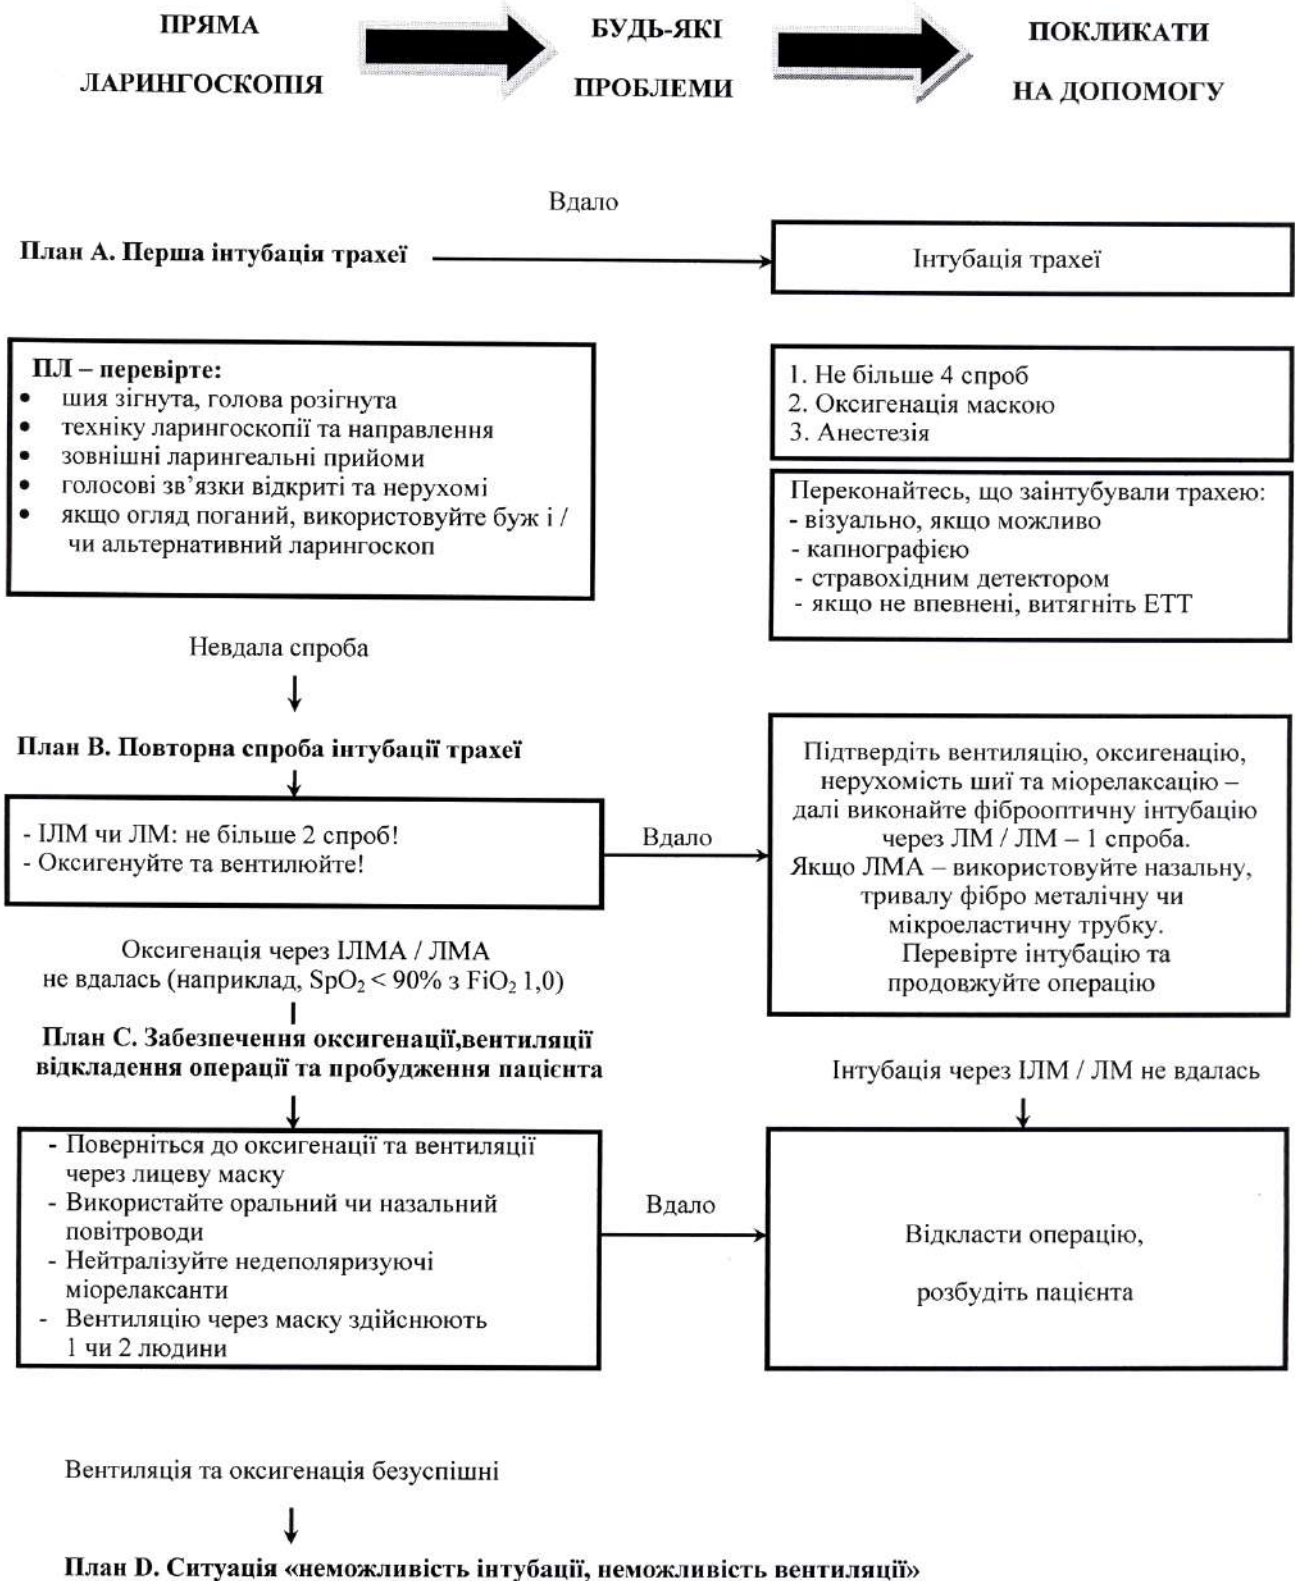 ПРЯМА
ЛАРИНГОСКОПІЯ
БУДЬ-ЯКІ
ПРОБЛЕМИ
ПОКЛИКАТИ
НА ДОПОМОГУ
Вдало
План А. Перша інтубація трахеї
Інтубація трахеї
ПЛ – перевірте:
• шия зігнута, голова розігнута
• техніку ларингоскопії та направлення
• зовнішні ларингеальні прийоми
• голосові зв’язки відкриті та нерухомі
• якщо огляд поганий, використовуйте буж і /
чи альтернативний ларингоскоп
1. Не більше 4 спроб
2. Оксигенація маскою
3. Анестезія
Переконайтесь, що заінтубували трахею:
- візуально, якщо можливо
- капнографією
- стравохідним детектором
- якщо не впевнені, витягніть ЕТТ
Невдала спроба
План В. Повторна спроба інтубації трахеї
- ІЛМ чи ЛМ: не більше 2 спроб!
- Оксигенуйте та вентилюйте!
Вдало
Підтвердіть вентиляцію, оксигенацію,
нерухомість шиї та міорелаксацію –
далі виконайте фіброоптичну інтубацію
через ЛМ / ЛМ – 1 спроба.
Якщо ЛМА – використовуйте назальну,
тривалу фібро металічну чи
мікроеластичну трубку.
Перевірте інтубацію та
продовжуйте операцію
Оксигенація через ІЛМА / ЛМА
не вдалась (наприклад, SpO₂ < 90% з FiO₂ 1,0)
План С. Забезпечення оксигенації,вентиляції
відкладення операції та пробудження пацієнта
Інтубація через ІЛМ / ЛМ не вдалась
- Поверніться до оксигенації та вентиляції
через лицеву маску
- Використайте оральний чи назальний
повітроводи
- Нейтралізуйте недеполяризуючі
міорелаксанти
- Вентиляцію через маску здійснюють
1 чи 2 людини
Вдало
Відкласти операцію,
розбудіть пацієнта
Вентиляція та оксигенація безуспішні
План D. Ситуація «неможливість інтубації, неможливість вентиляції»